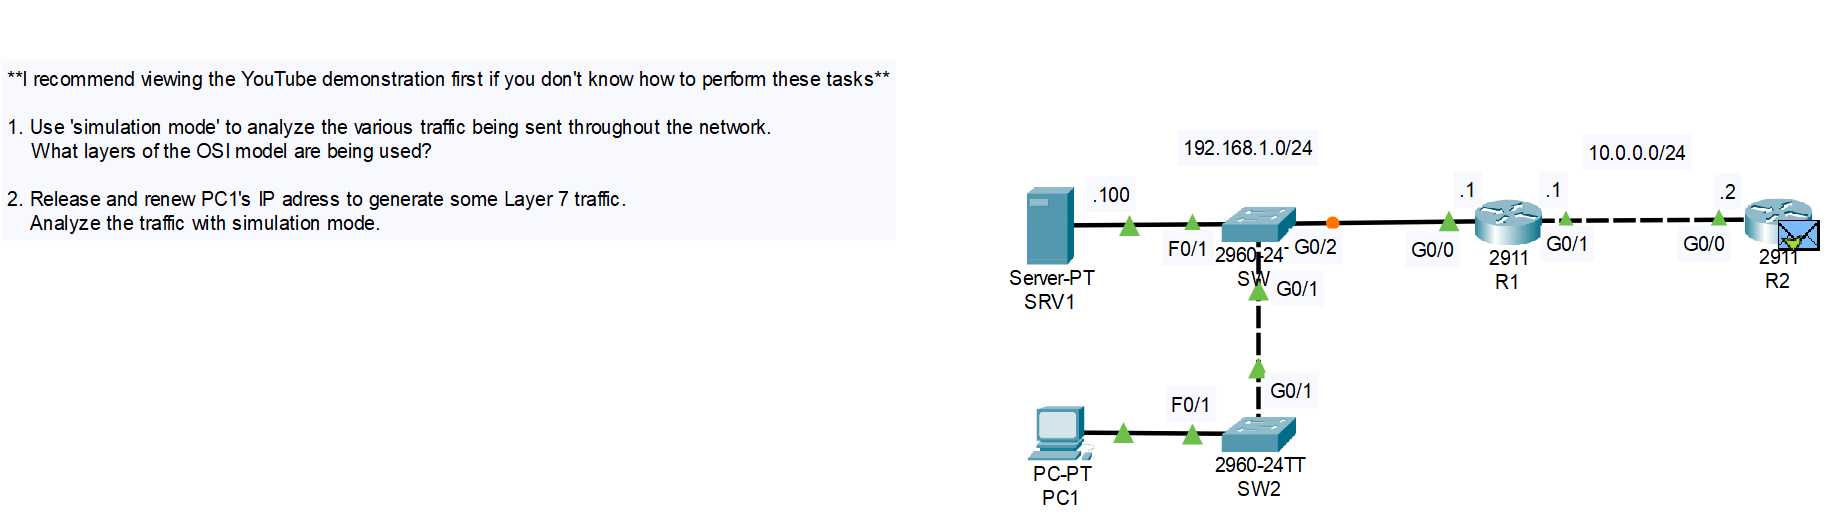 **I recommend viewing the YouTube demonstration first if you don't know how to perform these tasks**
1. Use 'simulation mode' to analyze the various traffic being sent throughout the network.
What layers of the OSI model are being used?
2. Release and renew PC1's IP adress to generate some Layer 7 traffic.
Analyze the traffic with simulation mode.
192.168.1.0/24
10.0.0.0/24
.100
.1
.1
.2
F0/1
2960-24
G0/2
G0/0
G0/1
G0/0
Server-PT
SRV1
SW
G0/1
2911
R1
2911
R2
G0/1
F0/1
PC-PT
PC1
2960-24TT
SW2